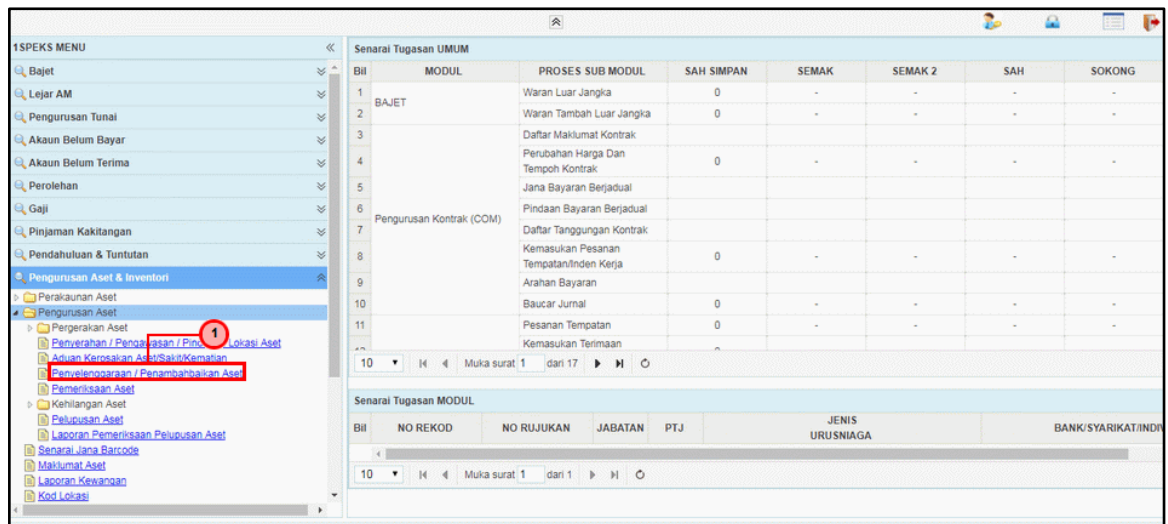 1SPEKS MENU
Bajet
Lejar AM
Pengurusan Tunai
Akaun Belum Bayar
Akaun Belum Terima
Perolehan
Gaji
Pinjaman Kakitangan
Pendahuluan & Tuntutan
Pengurusan Aset & Inventori
Perakaunan Aset
Pengurusan Aset
Pergerakan Aset
Penyerahan / Pengawasan / Lokasi Aset
1
Aduan Kerosakan Aset/Sakit/Kematian
Penyelenggaraan / Penambahbaikan Aset
Pemeriksaan Aset
Kehilangan Aset
Pelupusan Aset
Laporan Pemeriksaan Pelupusan Aset
Senarai Jana Barcode
Maklumat Aset
Laporan Kewangan
Kod Lokasi
Senarai Tugasan UMUM
Bil MODUL PROSES SUB MODUL SAH SIMPAN SEMAK SEMAK 2 SAH SOKONG
1 BAJET Waran Luar Jangka 0 - - - -
2 Waran Tambah Luar Jangka 0 - - - -
3 Daftar Maklumat Kontrak
4 Perubahan Harga Dan
Tempoh Kontrak 0 - - - -
5 Jana Bayaran Berjadual
6 Pindaan Bayaran Berjadual
Pengurusan Kontrak (COM)
7 Daftar Tanggungan Kontrak
8 Kemasukan Pesanan
Tempatan/Inden Kerja 0 - - - -
9 Arahan Bayaran
10 Baucar Jurnal 0 - - - -
11 Pesanan Tempatan 0 - - - -
Kemasukan Terimaan
10 Muka surat 1 dari 17
Senarai Tugasan MODUL
Bil NO REKOD NO RUJUKAN JABATAN PTJ JENIS
URUSNIAGA
BANK/SYARIKAT/INDIV
10 Muka surat 1 dari 1